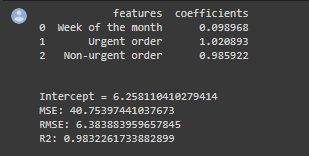 features coefficients
0 Week of the month 0.098968
1 Urgent order 1.020893
2 Non-urgent order 0.985922
Intercept = 6.258110410279414
MSE: 40.75397441037673
RMSE: 6.383883959657845
R2: 0.9832261733882899